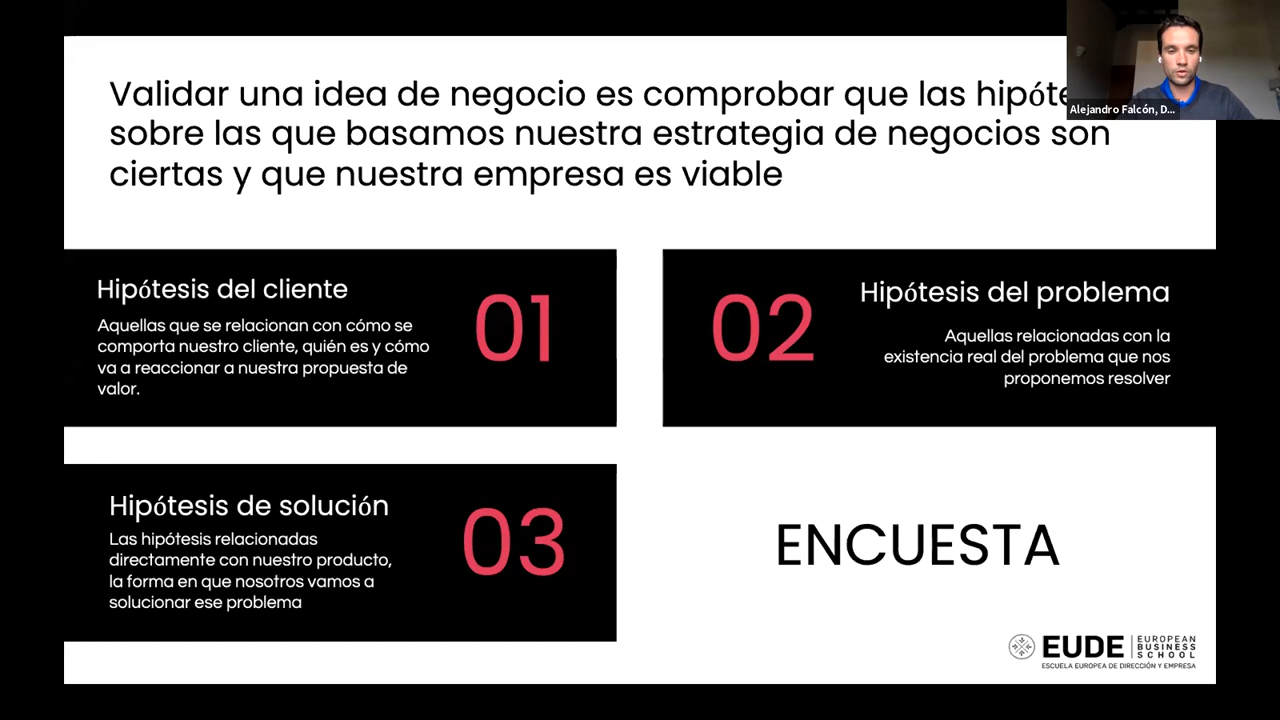 Validar una idea de negocio es comprobar que las hipóte
sobre las que basamos nuestra estrategia de negocios son
ciertas y que nuestra empresa es viable
Alejandro Falcón, D...
Hipótesis del cliente
Aquellas que se relacionan con cómo se
comporta nuestro cliente, quién es y cómo
va a reaccionar a nuestra propuesta de
valor.
01
02
Hipótesis del problema
Aquellas relacionadas con la
existencia real del problema que nos
proponemos resolver
Hipótesis de solución
Las hipótesis relacionadas
directamente con nuestro producto,
la forma en que nosotros vamos a
solucionar ese problema
03
ENCUESTA
EUDE
EUROPEAN
BUSINESS
SCHOOL
ESCUELA EUROPEA DE DIRECCIÓN Y EMPRESA